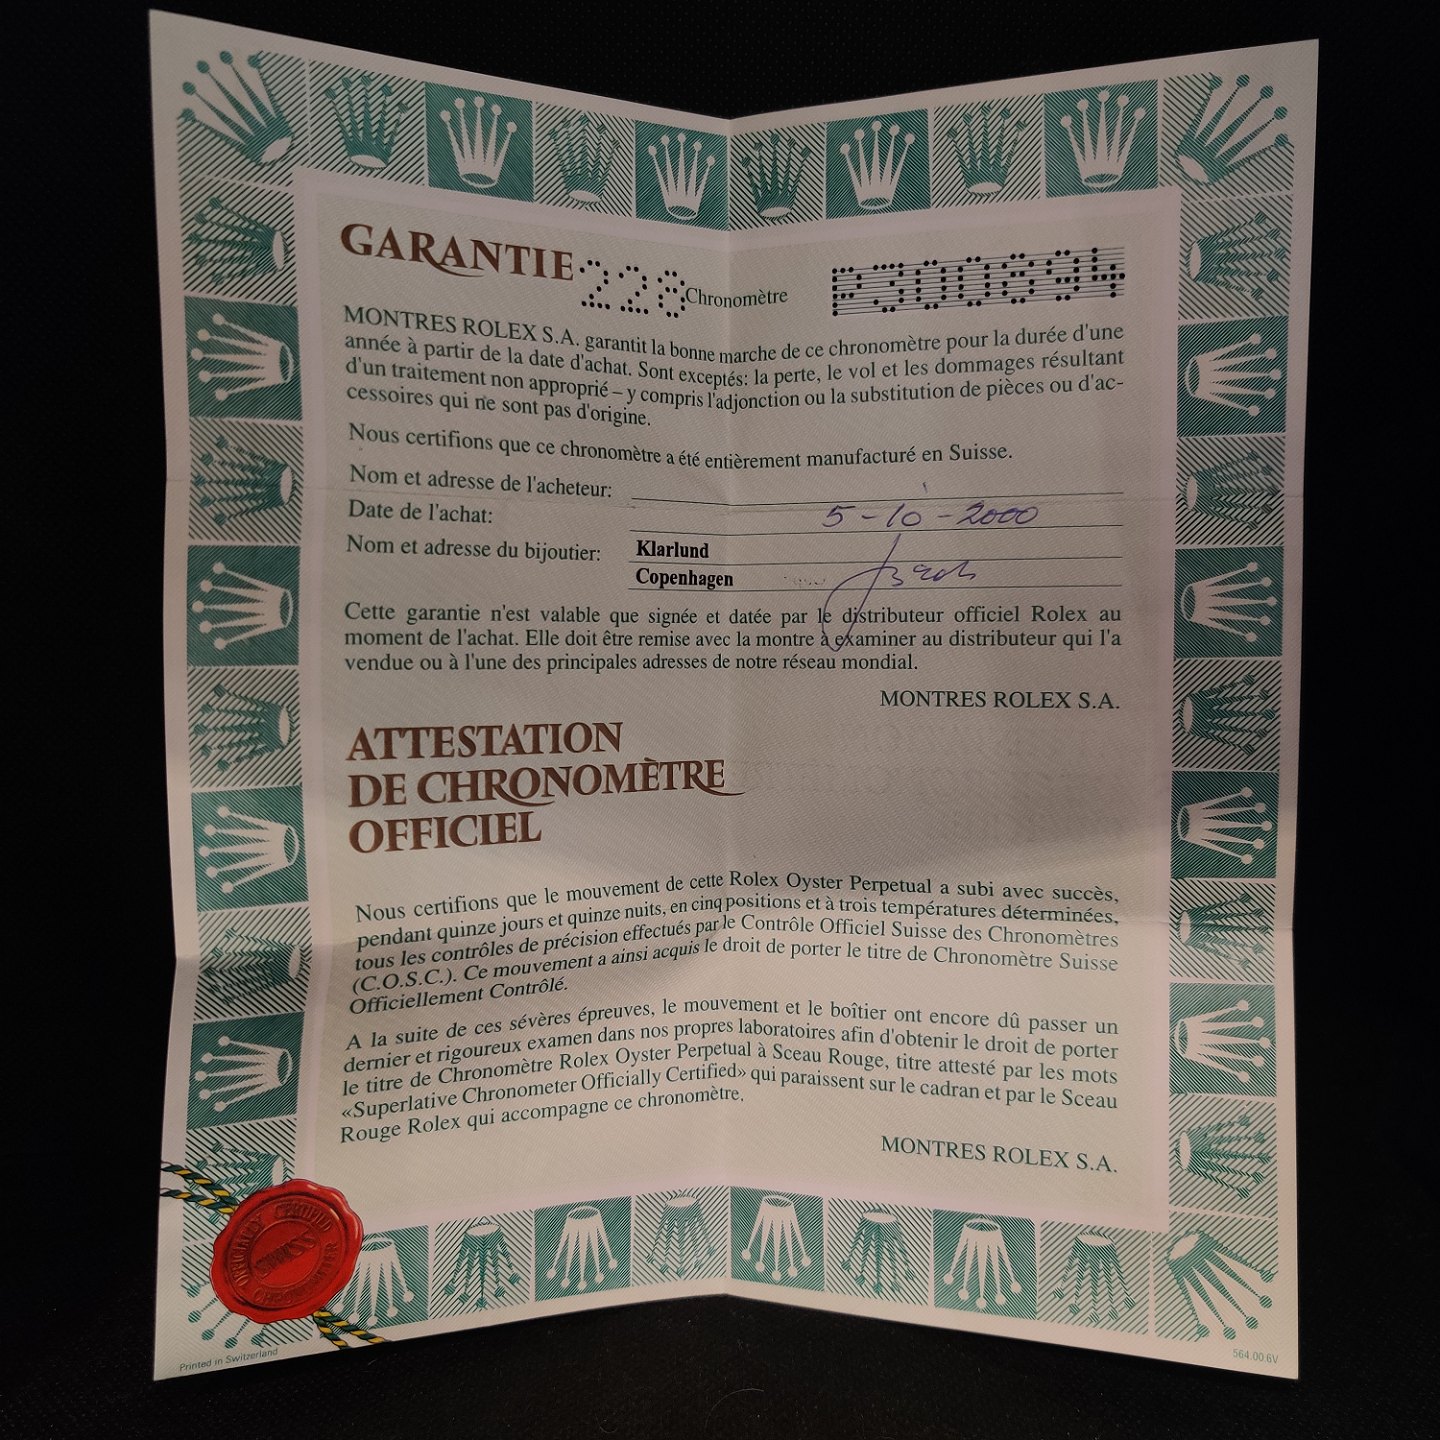 GARANTIE 228 Chronomètre P300894
MONTRES ROLEX S.A. garantit la bonne marche de ce chronomètre pour la durée d'une
année à partir de la date d'achat. Sont exceptés: la perte, le vol et les dommages résultant
d'un traitement non approprié – y compris l'adjonction ou la substitution de pièces ou d'ac-
cessoires qui ne sont pas d'origine.
Nous certifions que ce chronomètre a été entièrement manufacturé en Suisse.
Nom et adresse de l'acheteur:
Date de l'achat: 5-10-2000
Nom et adresse du bijoutier: Klarlund
Copenhagen
Cette garantie n'est valable que signée et datée par le distributeur officiel Rolex au
moment de l'achat. Elle doit être remise avec la montre à examiner au distributeur qui l'a
vendue ou à l'une des principales adresses de notre réseau mondial.
MONTRES ROLEX S.A.
ATTESTATION
DE CHRONOMÈTRE
OFFICIEL
Nous certifions que le mouvement de cette Rolex Oyster Perpetual a subi avec succès,
pendant quinze jours et quinze nuits, en cinq positions et à trois températures déterminées,
tous les contrôles de précision effectués par le Contrôle Officiel Suisse des Chronomètres
(C.O.S.C.). Ce mouvement a ainsi acquis le droit de porter le titre de Chronomètre Suisse
Officiellement Contrôlé.
A la suite de ces sévères épreuves, le mouvement et le boîtier ont encore dû passer un
dernier et rigoureux examen dans nos propres laboratoires afin d'obtenir le droit de porter
le titre de Chronomètre Rolex Oyster Perpetual à Sceau Rouge, titre attesté par les mots
«Superlative Chronometer Officially Certified» qui paraissent sur le cadran et par le Sceau
Rouge Rolex qui accompagne ce chronomètre.
MONTRES ROLEX S.A.
OFFICIALLY CERTIFIED
SWISS
CHRONOMETER
Printed in Switzerland
564.00 6V